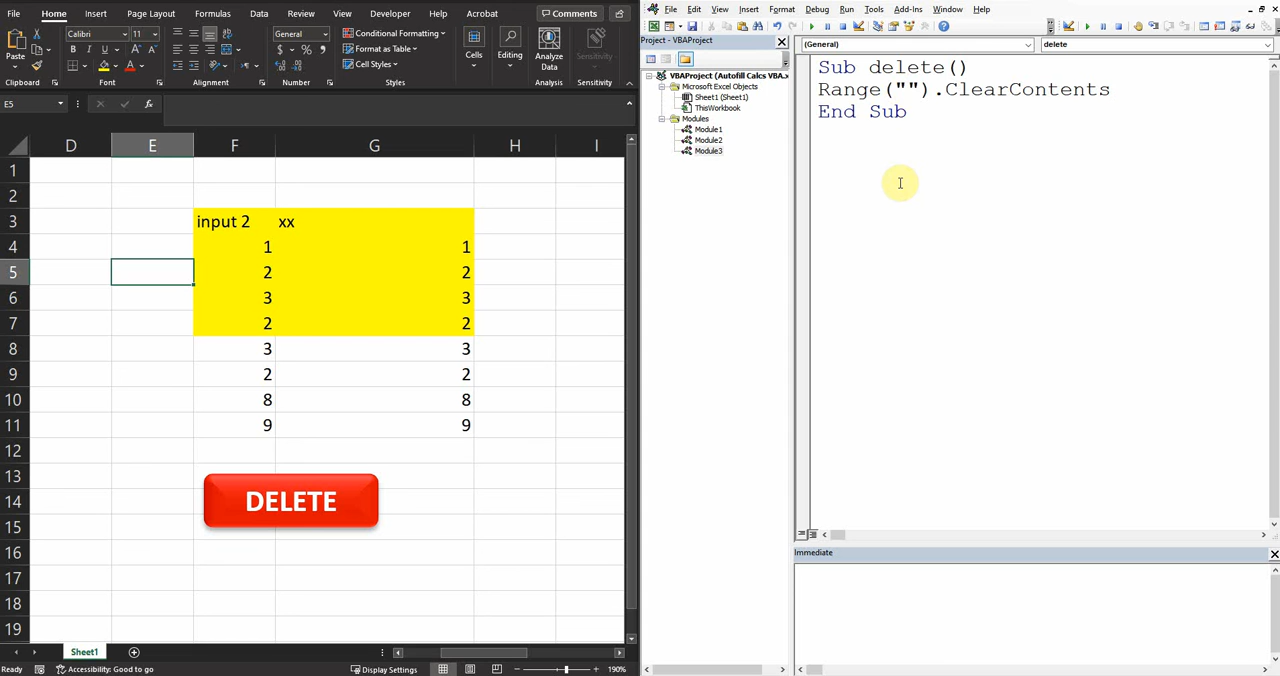 File Home Insert Page Layout Formulas Data Review View Developer Help Acrobat Comments
Paste Calibri 11 B I U A A General $ % Conditional Formatting Format as Table Cell Styles Cells Editing Analyze Data Sensitivity
Clipboard Font Alignment Number Styles Analysis Sensitivity
E5 fx
D E F G H I
1
2
3 input 2 xx
4 1 1
5 2 2
6 3 3
7 2 2
8 3 3
9 2 2
10 8 8
11 9 9
12
13
14 DELETE
15
16
17
18
19
Sheet1
Ready Accessibility: Good to go Display Settings 190%
File Edit View Insert Format Debug Run Tools Add-Ins Window Help
Project - VBAProject
VBAProject (Autofill Calcs VBA.x
Microsoft Excel Objects
Sheet1 (Sheet1)
ThisWorkbook
Modules
Module1
Module2
Module3
(General) delete
Sub delete()
Range("").ClearContents
End Sub
Immediate